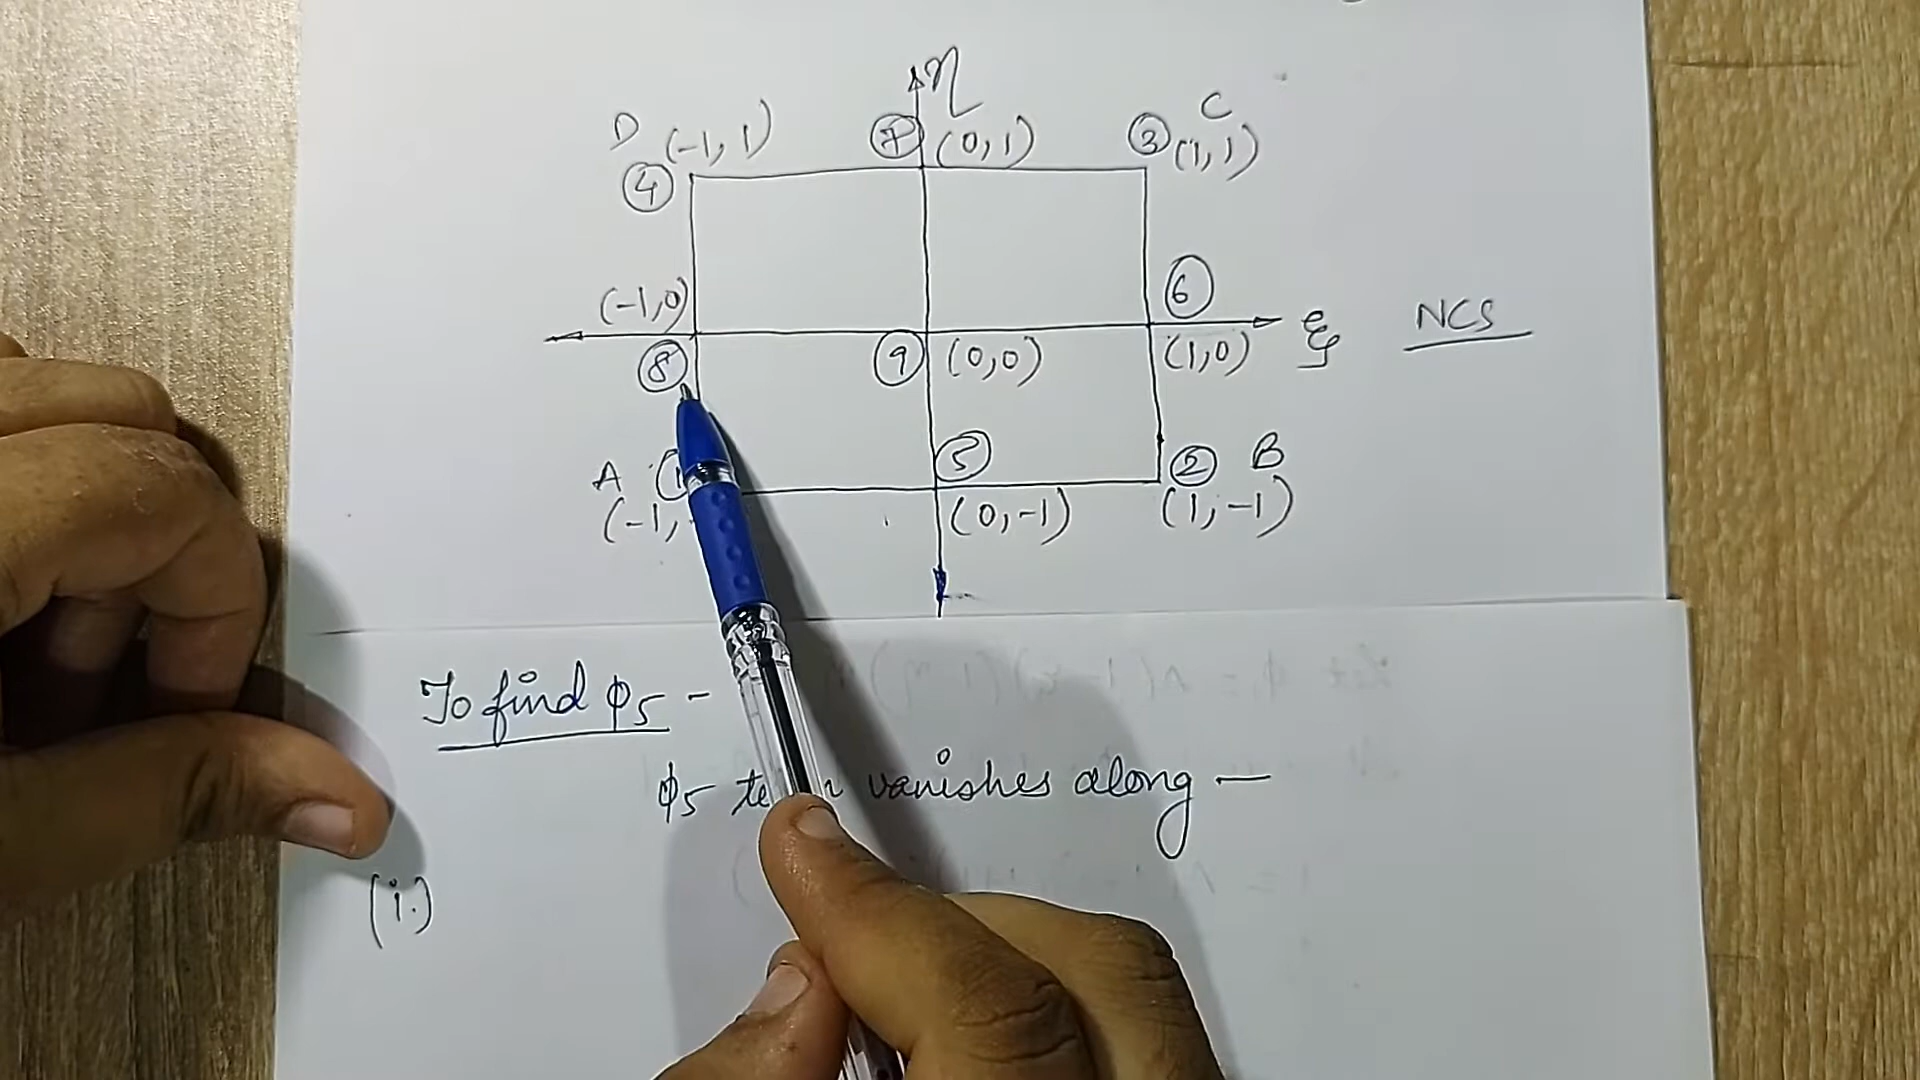 η
D (-1, 1) ⑦ (0, 1) ③ C (1, 1)
④
(-1,0) ⑥
ξ NCS
⑧ ⑨ (0,0) (1,0)
A ⑤ ② B
(-1, (0,-1) (1,-1)
To find ϕ5 -
ϕ5 vanishes along —
(i.)